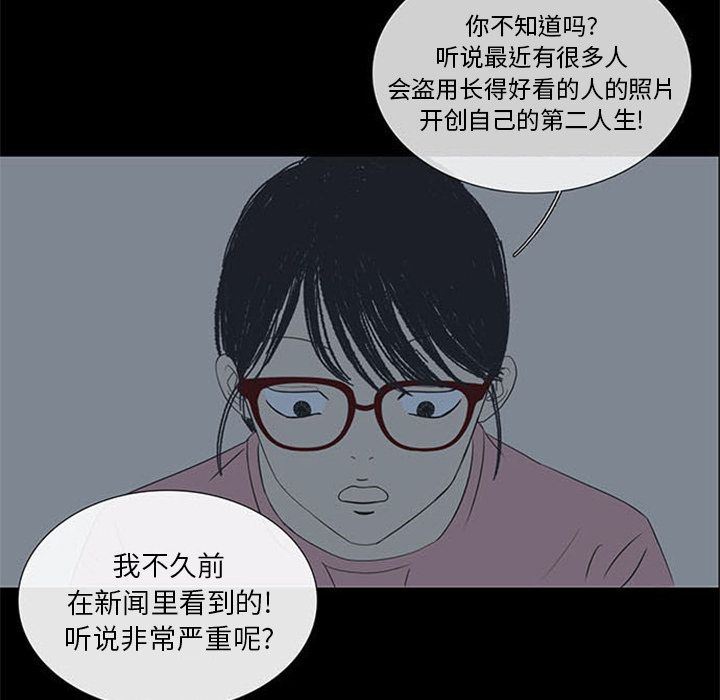 你不知道吗?
听说最近有很多人
会盗用长得好看的人的照片
开创自己的第二人生!
我不久前
在新闻里看到的!
听说非常严重呢?